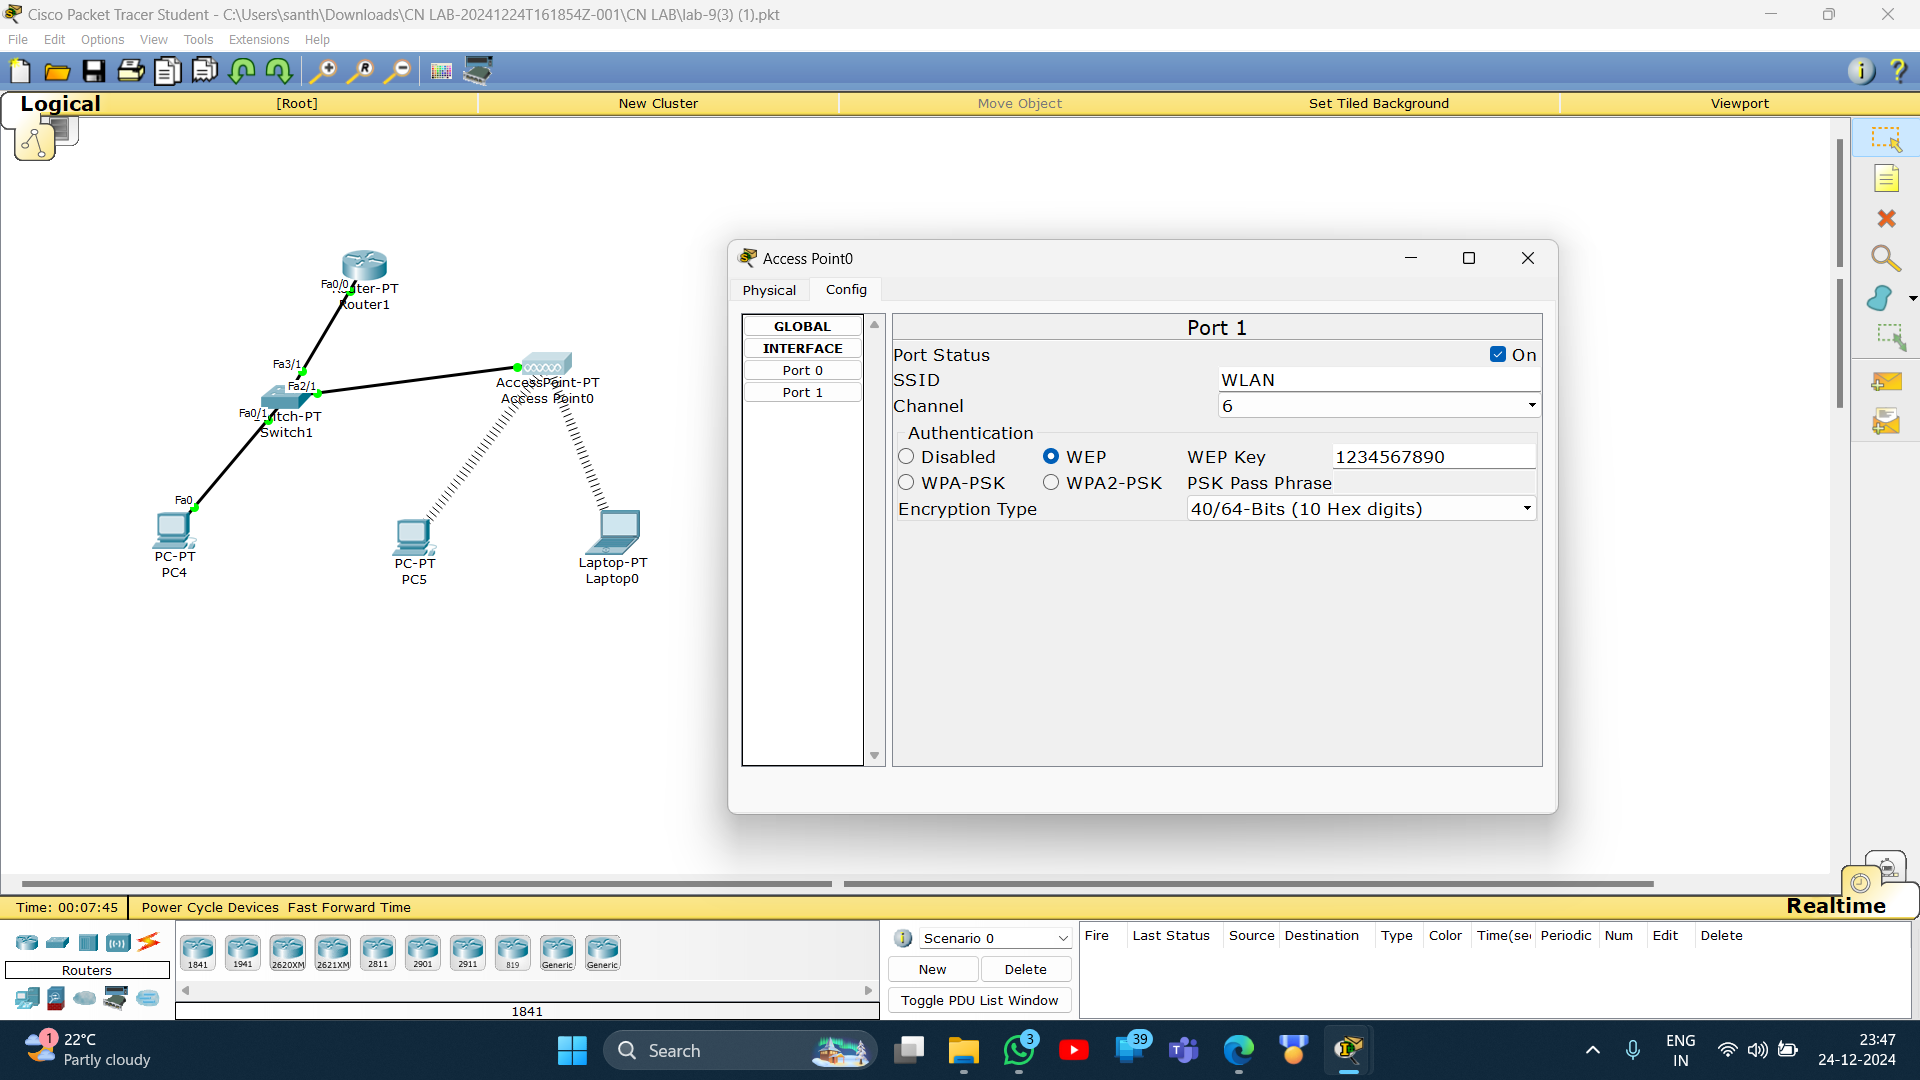 Cisco Packet Tracer Student - C:\Users\santh\Downloads\CN LAB-20241224T161854Z-001\CN LAB\lab-9(3) (1).pkt
File Edit Options View Tools Extensions Help
Logical [Root] New Cluster Move Object Set Tiled Background Viewport
Fa0/0
Router1
Fa3/1
Fa2/1
Fa0/1
Switch1
AccessPoint-PT
Access Point0
Fa0
PC-PT
PC4
PC-PT
PC5
Laptop-PT
Laptop0
Access Point0
Physical Config
GLOBAL
INTERFACE
Port 0
Port 1
Port 1
Port Status On
SSID WLAN
Channel 6
Authentication
Disabled WEP WEP Key 1234567890
WPA-PSK WPA2-PSK PSK Pass Phrase
Encryption Type 40/64-Bits (10 Hex digits)
Time: 00:07:45 Power Cycle Devices Fast Forward Time Realtime
Routers
1841 1941 2620XM 2621XM 2811 2901 2911 819 Generic Generic
1841
Scenario 0
New Delete
Toggle PDU List Window
Fire Last Status Source Destination Type Color Time(sec Periodic Num Edit Delete
1 22°C
Partly cloudy
Search
3
39
ENG
IN
23:47
24-12-2024